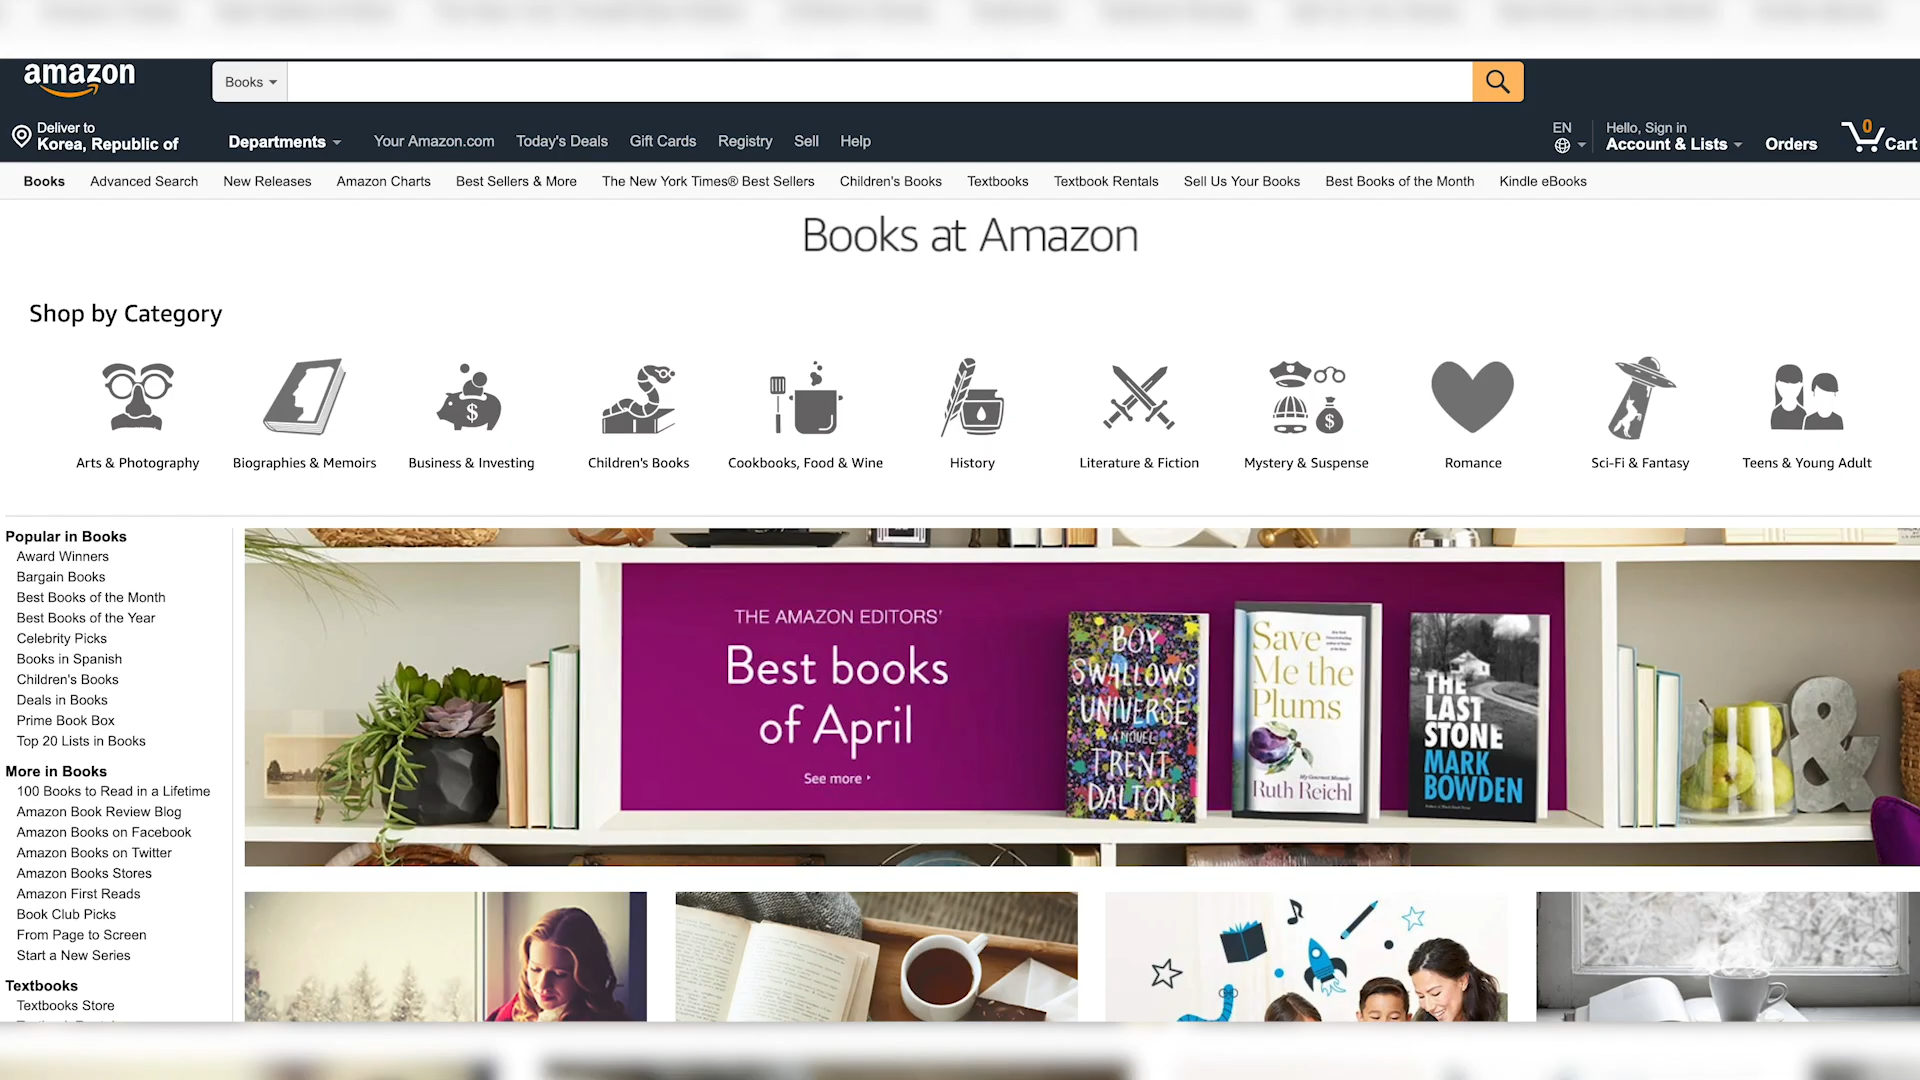 amazon
Books
Deliver to
Korea, Republic of
Departments
Your Amazon.com
Today's Deals
Gift Cards
Registry
Sell
Help
EN
Hello, Sign in
Account & Lists
Orders
0
Cart
Books
Advanced Search
New Releases
Amazon Charts
Best Sellers & More
The New York Times® Best Sellers
Children's Books
Textbooks
Textbook Rentals
Sell Us Your Books
Best Books of the Month
Kindle eBooks
Books at Amazon
Shop by Category
$
$
Arts & Photography
Biographies & Memoirs
Business & Investing
Children's Books
Cookbooks, Food & Wine
History
Literature & Fiction
Mystery & Suspense
Romance
Sci-Fi & Fantasy
Teens & Young Adult
Popular in Books
Award Winners
Bargain Books
Best Books of the Month
Best Books of the Year
Celebrity Picks
Books in Spanish
Children's Books
Deals in Books
Prime Book Box
Top 20 Lists in Books
More in Books
100 Books to Read in a Lifetime
Amazon Book Review Blog
Amazon Books on Facebook
Amazon Books on Twitter
Amazon Books Stores
Amazon First Reads
Book Club Picks
From Page to Screen
Start a New Series
Textbooks
Textbooks Store
THE AMAZON EDITORS'
Best books
of April
See more
BOY
SWALLOWS
UNIVERSE
A NOVEL
TRENT
DALTON
Save
Me the
Plums
My Gourmet Memoir
Ruth Reichl
THE
LAST
STONE
MARK
BOWDEN
&